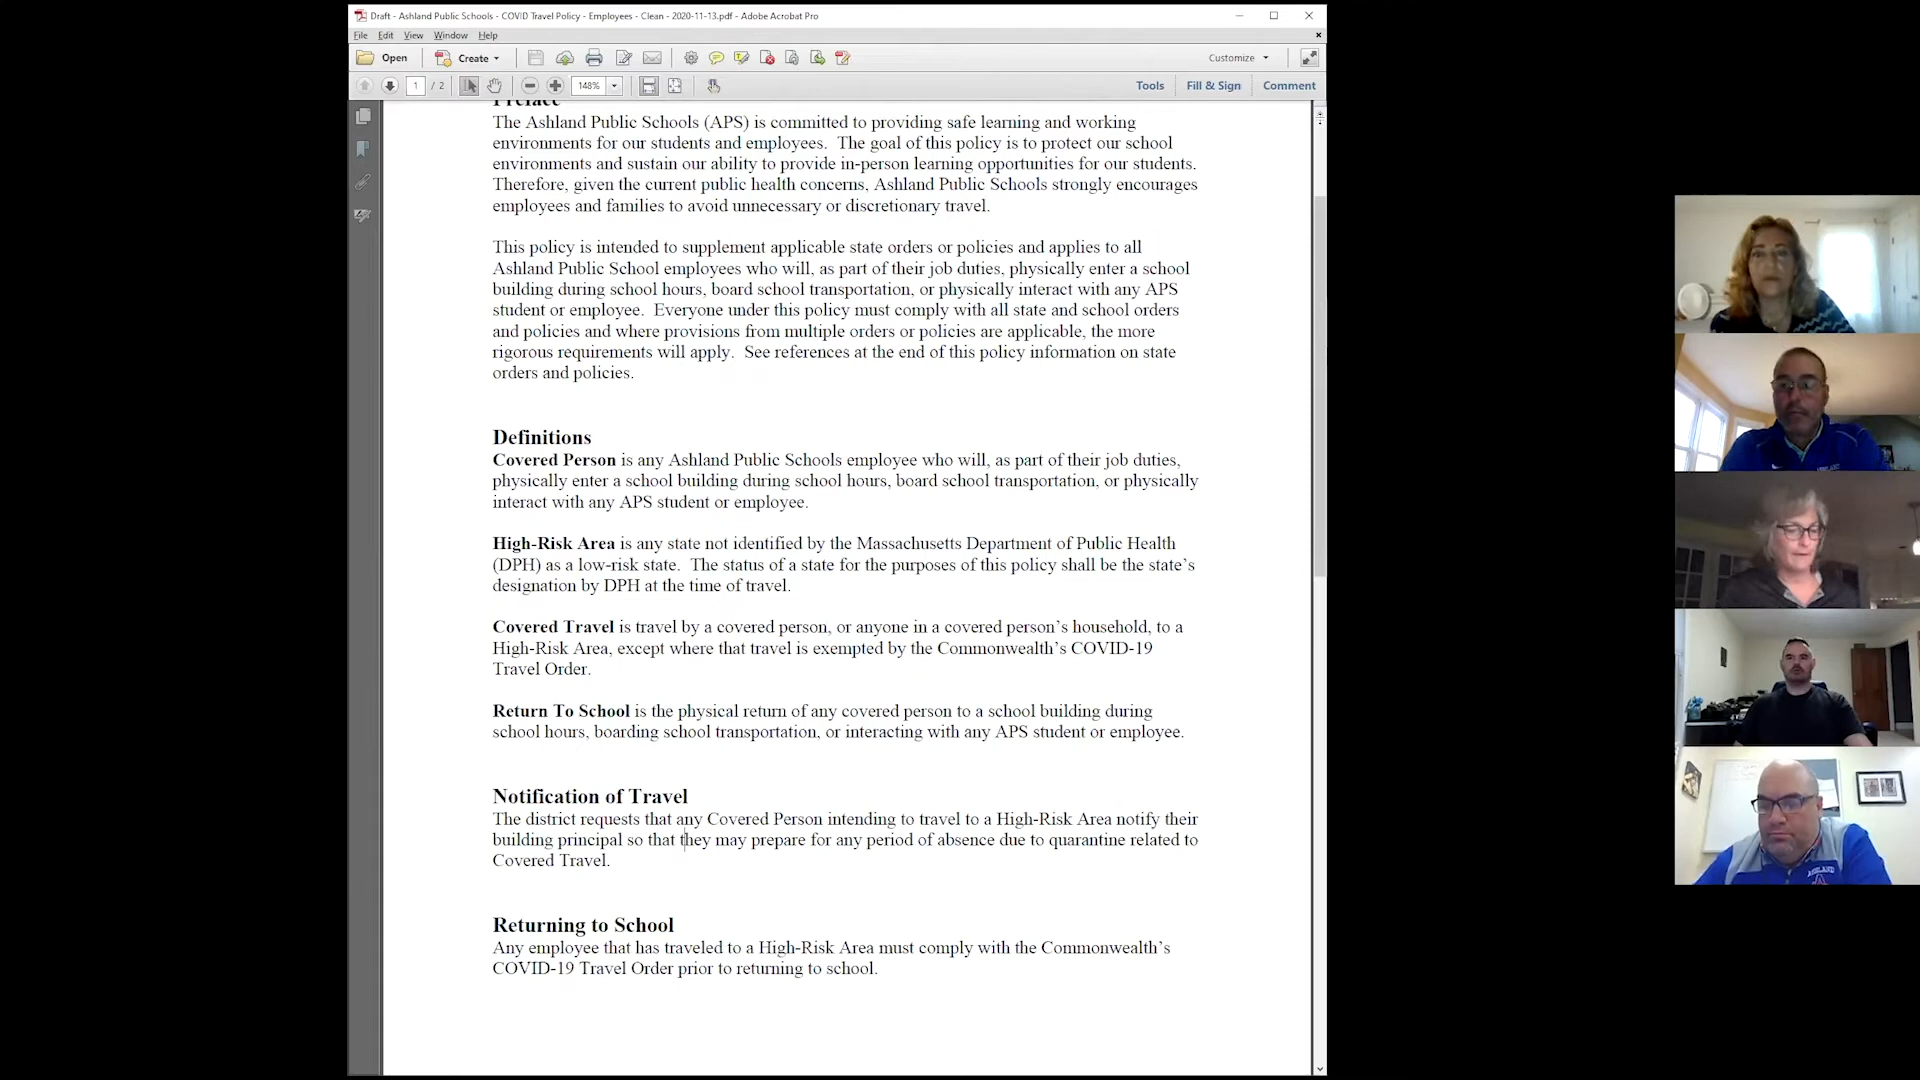 Draft - Ashland Public Schools - COVID Travel Policy - Employees - Clean - 2020-11-13.pdf - Adobe Acrobat Pro
File Edit View Window Help
Open Create Customize
1 / 2 148% Tools Fill & Sign Comment
Preface
The Ashland Public Schools (APS) is committed to providing safe learning and working
environments for our students and employees. The goal of this policy is to protect our school
environments and sustain our ability to provide in-person learning opportunities for our students.
Therefore, given the current public health concerns, Ashland Public Schools strongly encourages
employees and families to avoid unnecessary or discretionary travel.
This policy is intended to supplement applicable state orders or policies and applies to all
Ashland Public School employees who will, as part of their job duties, physically enter a school
building during school hours, board school transportation, or physically interact with any APS
student or employee. Everyone under this policy must comply with all state and school orders
and policies and where provisions from multiple orders or policies are applicable, the more
rigorous requirements will apply. See references at the end of this policy information on state
orders and policies.
Definitions
Covered Person is any Ashland Public Schools employee who will, as part of their job duties,
physically enter a school building during school hours, board school transportation, or physically
interact with any APS student or employee.
High-Risk Area is any state not identified by the Massachusetts Department of Public Health
(DPH) as a low-risk state. The status of a state for the purposes of this policy shall be the state's
designation by DPH at the time of travel.
Covered Travel is travel by a covered person, or anyone in a covered person's household, to a
High-Risk Area, except where that travel is exempted by the Commonwealth's COVID-19
Travel Order.
Return To School is the physical return of any covered person to a school building during
school hours, boarding school transportation, or interacting with any APS student or employee.
Notification of Travel
The district requests that any Covered Person intending to travel to a High-Risk Area notify their
building principal so that they may prepare for any period of absence due to quarantine related to
Covered Travel.
Returning to School
Any employee that has traveled to a High-Risk Area must comply with the Commonwealth's
COVID-19 Travel Order prior to returning to school.
ASHLAND
A